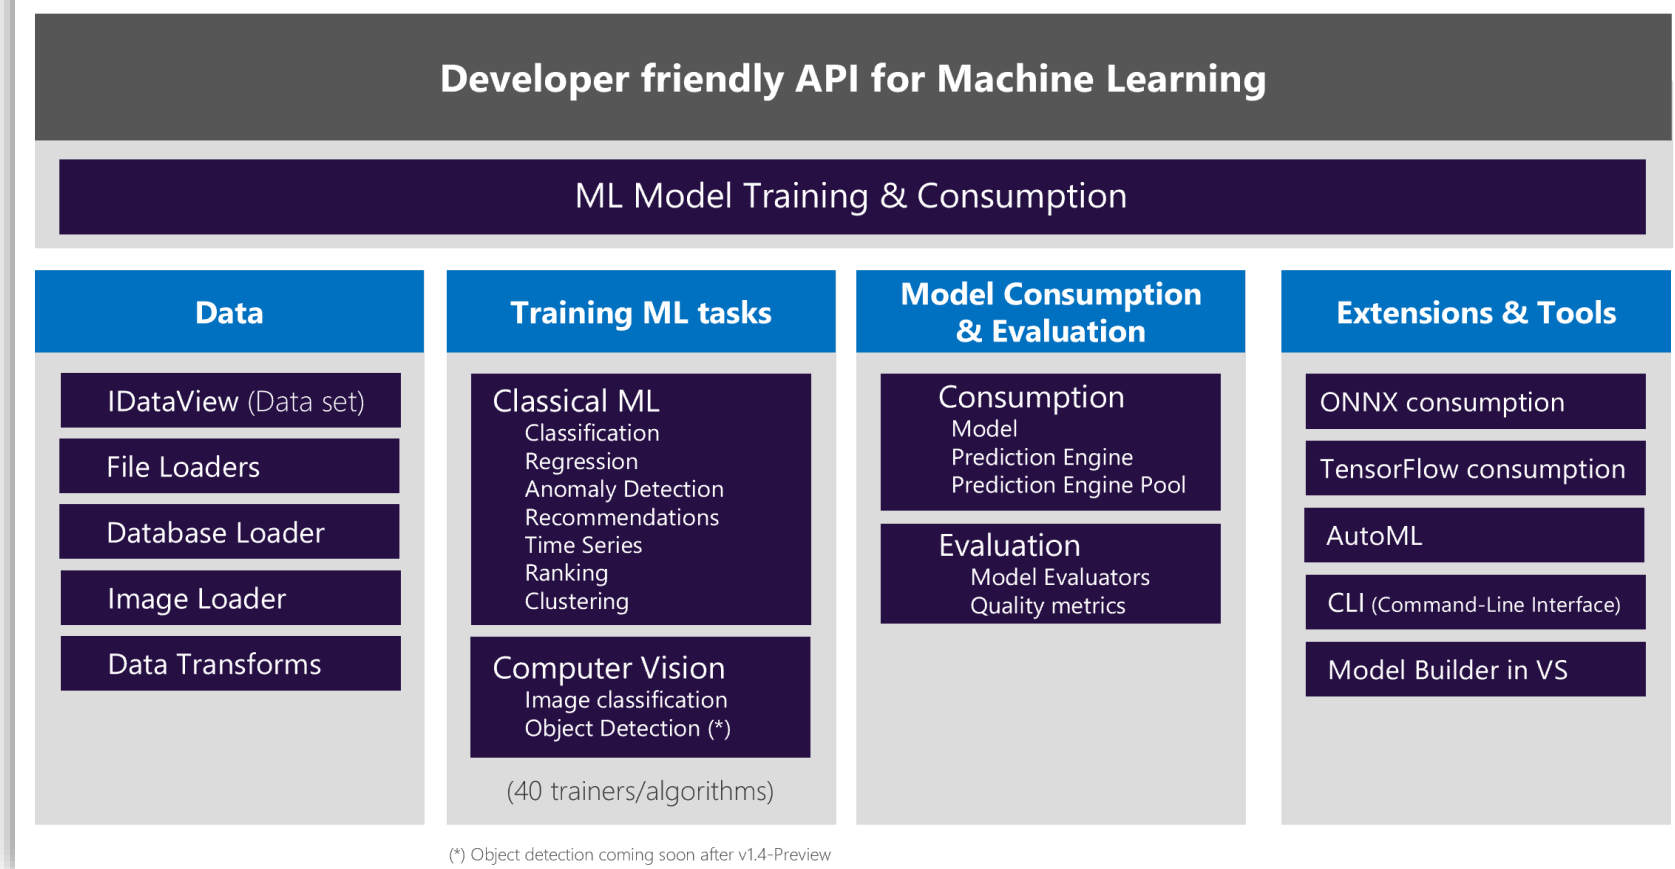 Developer friendly API for Machine Learning
ML Model Training & Consumption
Data
IDataView (Data set)
File Loaders
Database Loader
Image Loader
Data Transforms
Training ML tasks
Classical ML
Classification
Regression
Anomaly Detection
Recommendations
Time Series
Ranking
Clustering
Computer Vision
Image classification
Object Detection (*)
(40 trainers/algorithms)
(*) Object detection coming soon after v1.4-Preview
Model Consumption
& Evaluation
Consumption
Model
Prediction Engine
Prediction Engine Pool
Evaluation
Model Evaluators
Quality metrics
Extensions & Tools
ONNX consumption
TensorFlow consumption
AutoML
CLI (Command-Line Interface)
Model Builder in VS